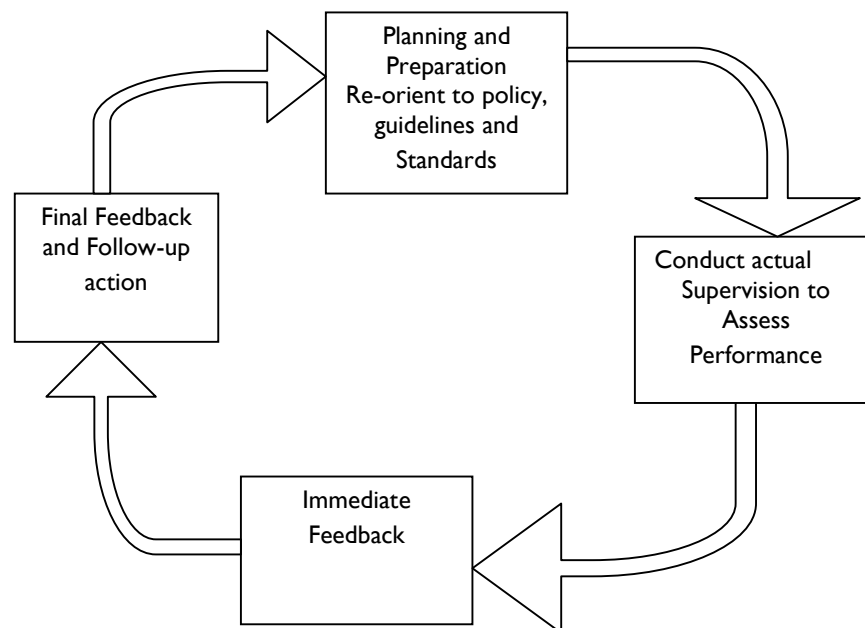 Planning and
Preparation
Re-orient to policy,
guidelines and
Standards
Conduct actual
Supervision to
Assess
Performance
Immediate
Feedback
Final Feedback
and Follow-up
action